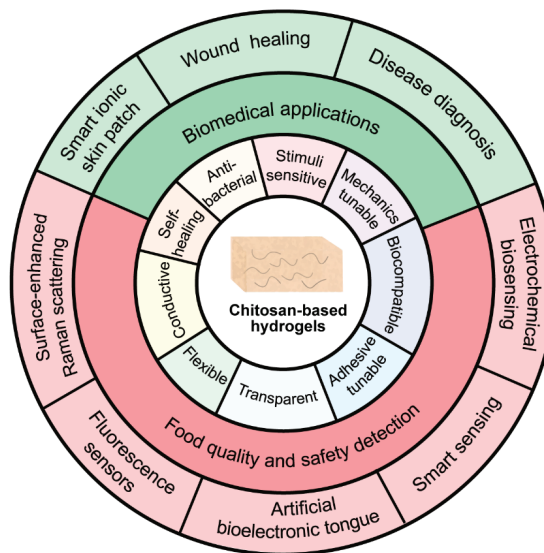 Smart ionic
skin patch
Wound healing
Disease diagnosis
Biomedical applications
Self-
healing
Anti-
bacterial
Stimuli
sensitive
Mechanics
tunable
Biocompatible
Adhesive
tunable
Transparent
Flexible
Conductive
Chitosan-based
hydrogels
Food quality and safety detection
Surface-enhanced
Raman scattering
Fluorescence
sensors
Artificial
bioelectronic tongue
Smart sensing
Electrochemical
biosensing